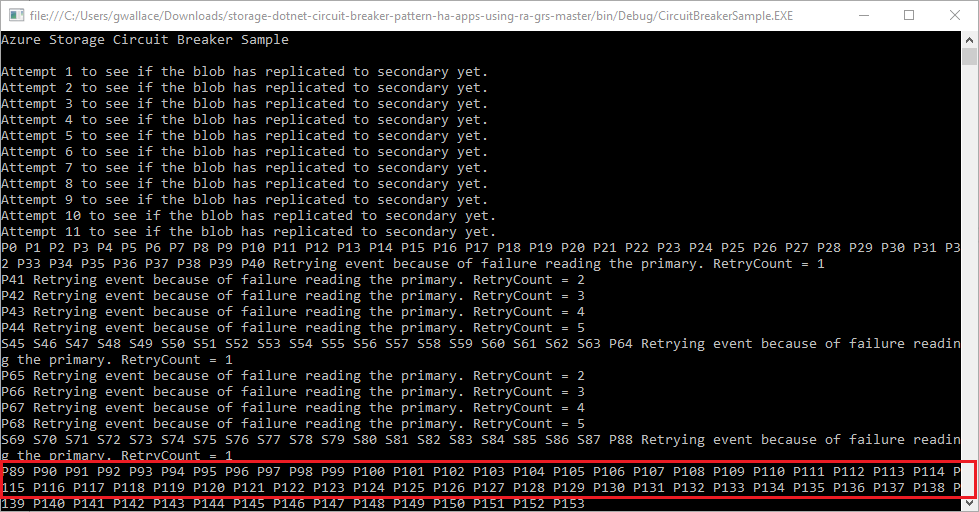 file:///C:/Users/gwallace/Downloads/storage-dotnet-circuit-breaker-pattern-ha-apps-using-ra-grs-master/bin/Debug/CircuitBreakerSample.EXE
Azure Storage Circuit Breaker Sample
Attempt 1 to see if the blob has replicated to secondary yet.
Attempt 2 to see if the blob has replicated to secondary yet.
Attempt 3 to see if the blob has replicated to secondary yet.
Attempt 4 to see if the blob has replicated to secondary yet.
Attempt 5 to see if the blob has replicated to secondary yet.
Attempt 6 to see if the blob has replicated to secondary yet.
Attempt 7 to see if the blob has replicated to secondary yet.
Attempt 8 to see if the blob has replicated to secondary yet.
Attempt 9 to see if the blob has replicated to secondary yet.
Attempt 10 to see if the blob has replicated to secondary yet.
Attempt 11 to see if the blob has replicated to secondary yet.
P0 P1 P2 P3 P4 P5 P6 P7 P8 P9 P10 P11 P12 P13 P14 P15 P16 P17 P18 P19 P20 P21 P22 P23 P24 P25 P26 P27 P28 P29 P30 P31 P3
2 P33 P34 P35 P36 P37 P38 P39 P40 Retrying event because of failure reading the primary. RetryCount = 1
P41 Retrying event because of failure reading the primary. RetryCount = 2
P42 Retrying event because of failure reading the primary. RetryCount = 3
P43 Retrying event because of failure reading the primary. RetryCount = 4
P44 Retrying event because of failure reading the primary. RetryCount = 5
S45 S46 S47 S48 S49 S50 S51 S52 S53 S54 S55 S56 S57 S58 S59 S60 S61 S62 S63 P64 Retrying event because of failure readin
g the primary. RetryCount = 1
P65 Retrying event because of failure reading the primary. RetryCount = 2
P66 Retrying event because of failure reading the primary. RetryCount = 3
P67 Retrying event because of failure reading the primary. RetryCount = 4
P68 Retrying event because of failure reading the primary. RetryCount = 5
S69 S70 S71 S72 S73 S74 S75 S76 S77 S78 S79 S80 S81 S82 S83 S84 S85 S86 S87 P88 Retrying event because of failure readin
g the primary. RetryCount = 1
P89 P90 P91 P92 P93 P94 P95 P96 P97 P98 P99 P100 P101 P102 P103 P104 P105 P106 P107 P108 P109 P110 P111 P112 P113 P114 P
115 P116 P117 P118 P119 P120 P121 P122 P123 P124 P125 P126 P127 P128 P129 P130 P131 P132 P133 P134 P135 P136 P137 P138 P
139 P140 P141 P142 P143 P144 P145 P146 P147 P148 P149 P150 P151 P152 P153